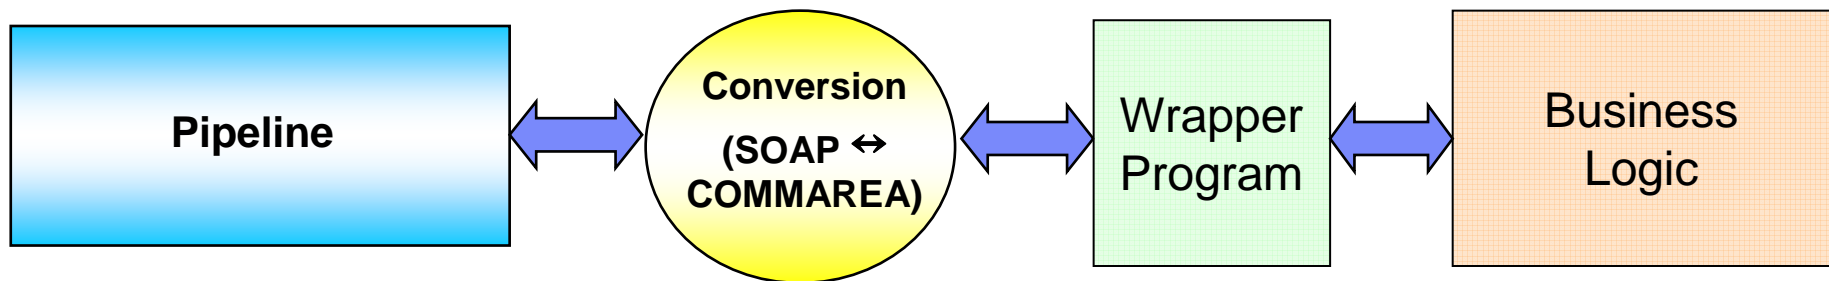 Pipeline
Conversion
(SOAP ↔
COMMAREA)
Wrapper
Program
Business
Logic